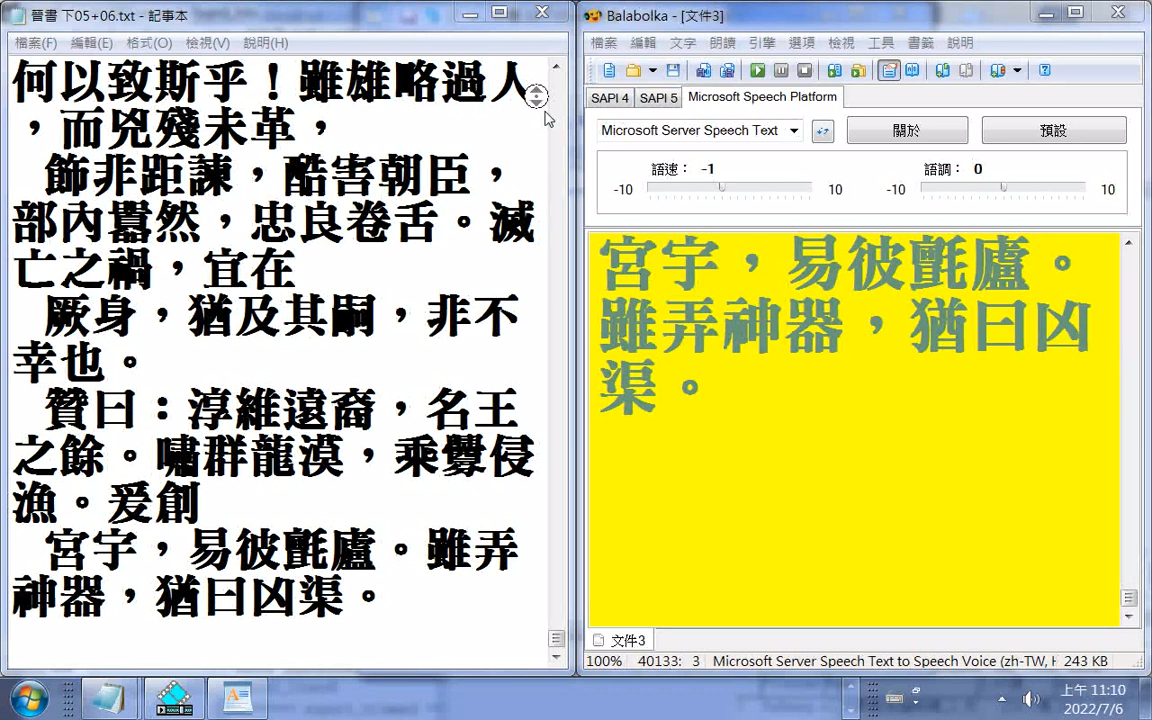 晉書 下05+06.txt - 記事本
檔案(F) 編輯(E) 格式(O) 檢視(V) 說明(H)
何以致斯乎！雖雄略過人
，而兇殘未革，
飾非距諫，酷害朝臣，
部內囂然，忠良卷舌。滅
亡之禍，宜在
厥身，猶及其嗣，非不
幸也。
贊曰：淳維遠裔，名王
之餘。嘯群龍漠，乘釁侵
漁。爰創
宮宇，易彼氈廬。雖弄
神器，猶曰凶渠。
Balabolka - [文件3]
檔案 編輯 文字 朗讀 引擎 選項 檢視 工具 書籤 說明
SAPI 4 SAPI 5 Microsoft Speech Platform
Microsoft Server Speech Text 關於 預設
語速： -1 語調： 0
-10 10 -10 10
宮宇，易彼氈廬。
雖弄神器，猶曰凶
渠。
文件3
100% 40133: 3 Microsoft Server Speech Text to Speech Voice (zh-TW, H 243 KB
上午 11:10
2022/7/6